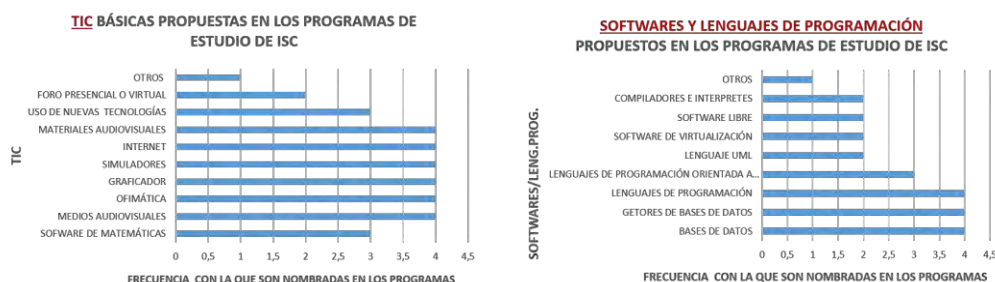 TIC BÁSICAS PROPUESTAS EN LOS PROGRAMAS DE
ESTUDIO DE ISC
TIC
OTROS
FORO PRESENCIAL O VIRTUAL
USO DE NUEVAS TECNOLOGÍAS
MATERIALES AUDIOVISUALES
INTERNET
SIMULADORES
GRAFICADOR
OFIMÁTICA
MEDIOS AUDIOVISUALES
SOFWARE DE MATEMÁTICAS
0 0,5 1 1,5 2 2,5 3 3,5 4 4,5
FRECUENCIA CON LA QUE SON NOMBRADAS EN LOS PROGRAMAS
SOFTWARES Y LENGUAJES DE PROGRAMACIÓN
PROPUESTOS EN LOS PROGRAMAS DE ESTUDIO DE ISC
SOFTWARES/LENG.PROG.
OTROS
COMPILADORES E INTERPRETES
SOFTWARE LIBRE
SOFTWARE DE VIRTUALIZACIÓN
LENGUAJE UML
LENGUAJES DE PROGRAMACIÓN ORIENTADA A...
LENGUAJES DE PROGRAMACIÓN
GETORES DE BASES DE DATOS
BASES DE DATOS
0 0,5 1 1,5 2 2,5 3 3,5 4 4,5
FRECUENCIA CON LA QUE SON NOMBRADAS EN LOS PROGRAMAS